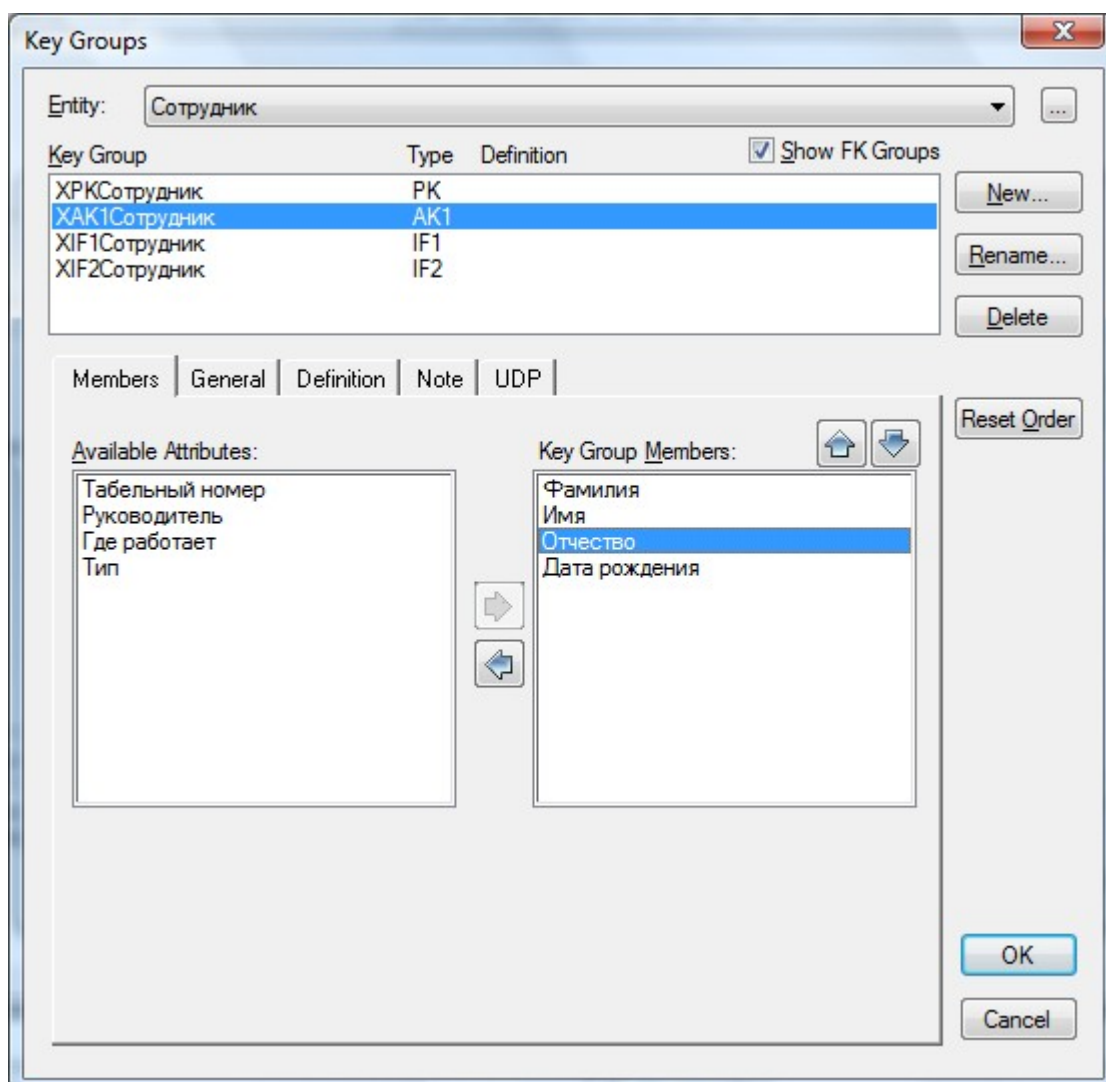 Key Groups
Entity: Сотрудник ...
Key Group Type Definition Show FK Groups
XPKСотрудник PK
XAK1Сотрудник AK1
XIF1Сотрудник IF1
XIF2Сотрудник IF2
New...
Rename...
Delete
Members General Definition Note UDP
Reset Order
Available Attributes:
Табельный номер
Руководитель
Где работает
Тип
Key Group Members:
Фамилия
Имя
Отчество
Дата рождения
OK
Cancel